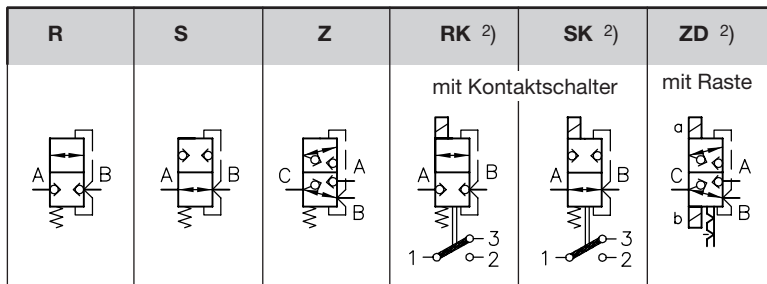 R S Z RK ²) SK ²) ZD ²)
mit Kontaktschalter mit Raste
a
A B A B C A A B A B C A
B b B
3 3
1 2 1 2